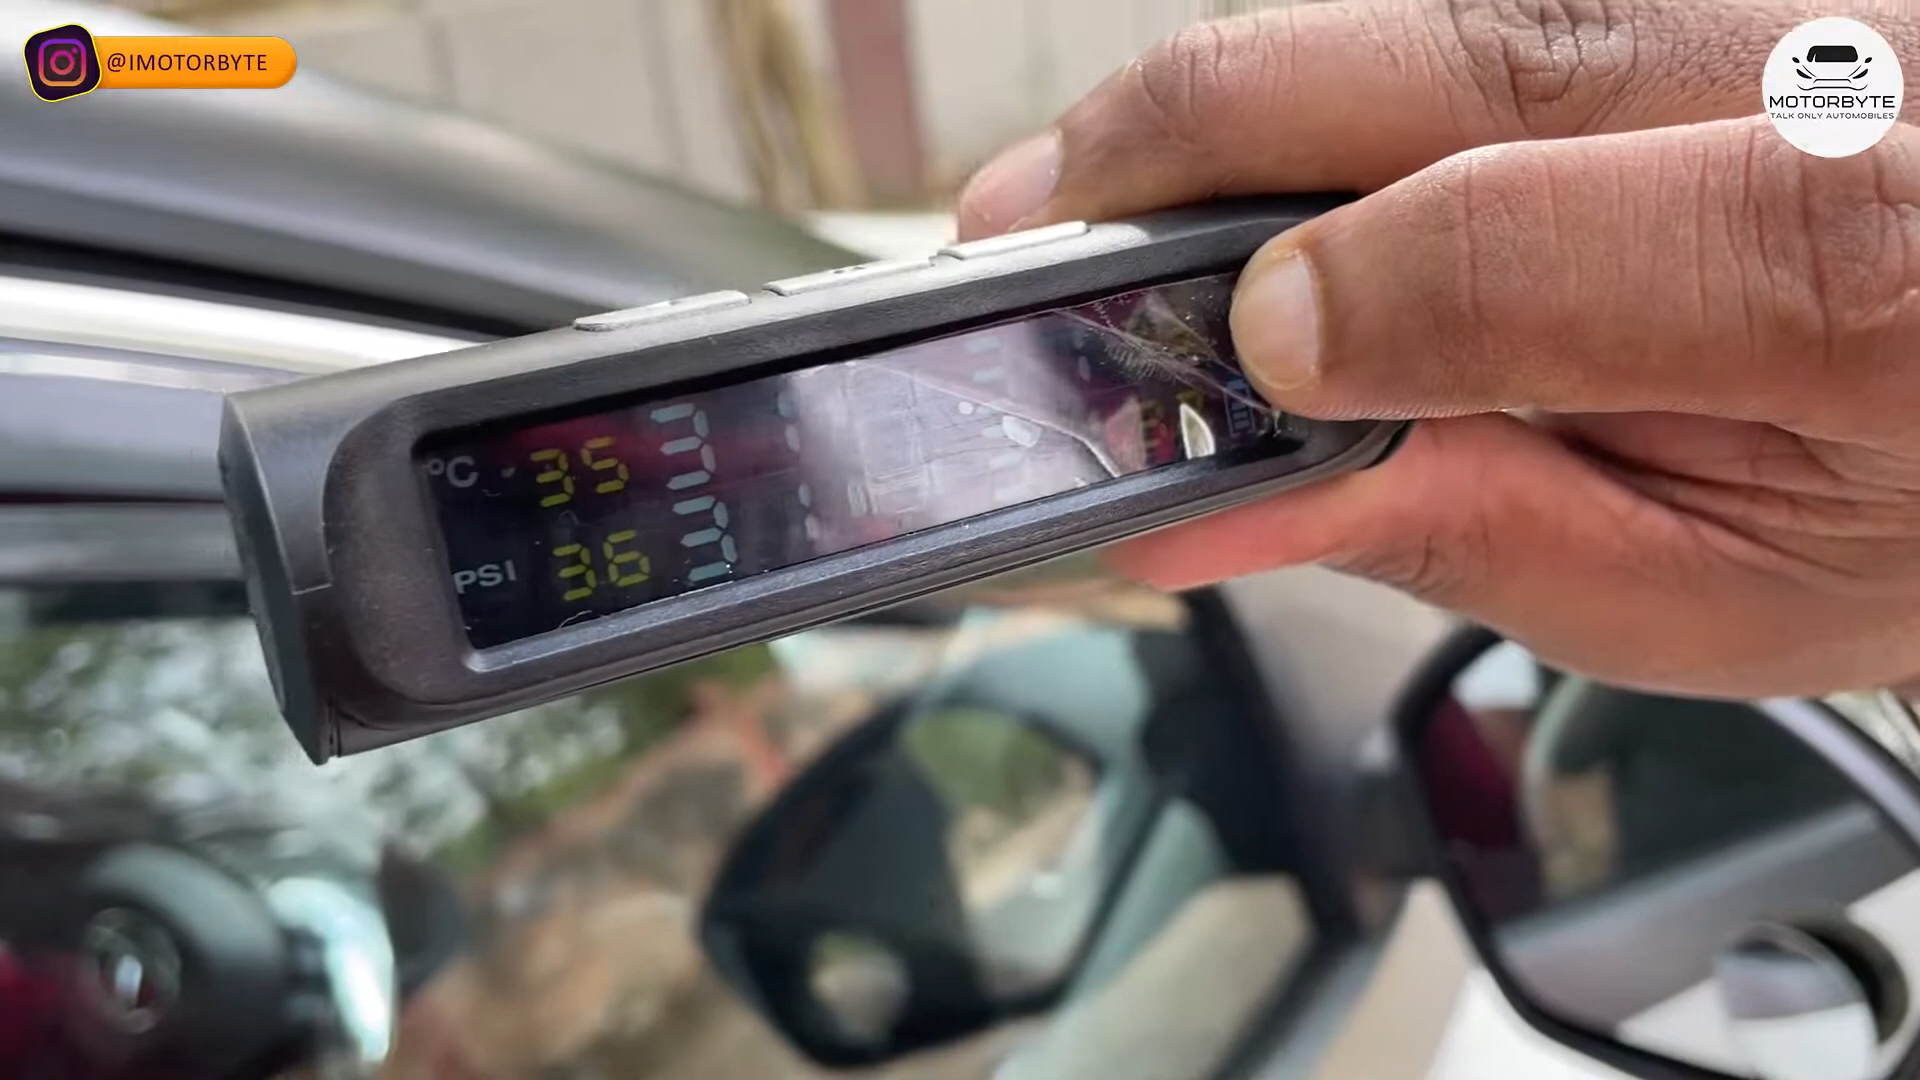 @IMOTORBYTE
MOTORBYTE
TALK ONLY AUTOMOBILES
°C 35
PSI 36